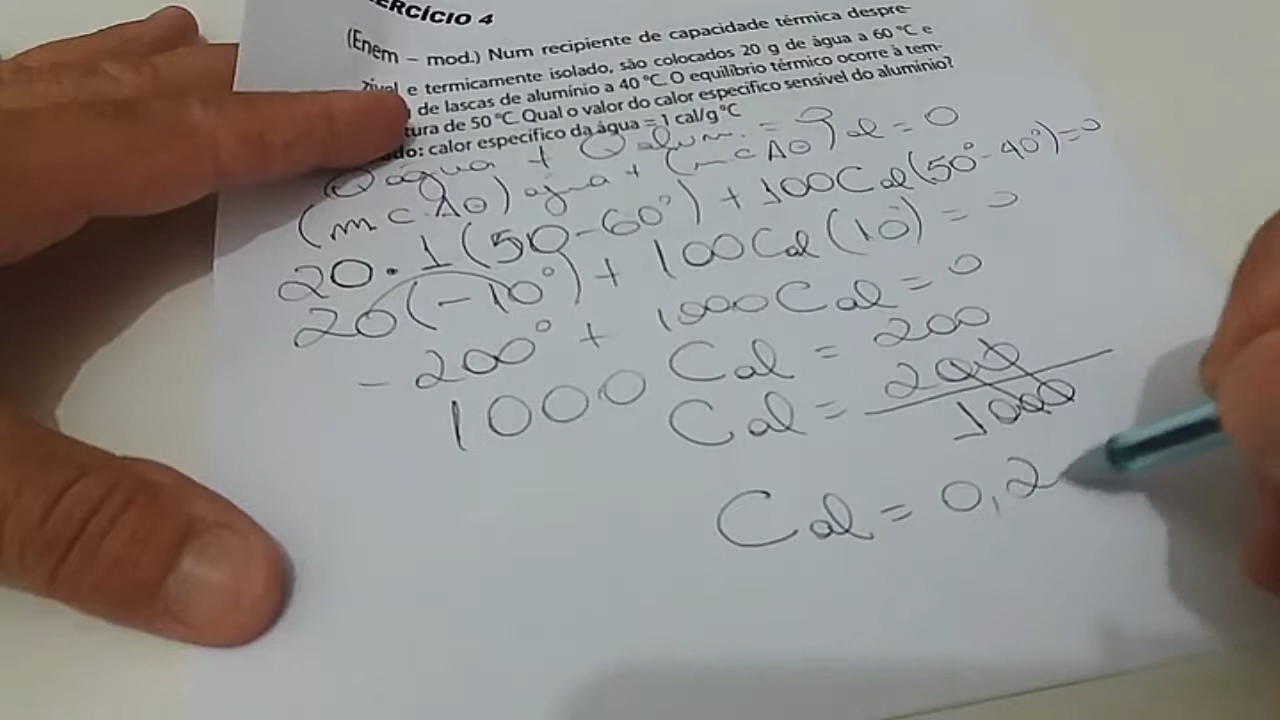 ERCÍCIO 4
(Enem – mod.) Num recipiente de capacidade térmica despre-
zível e termicamente isolado, são colocados 20 g de água a 60 °C e
de lascas de alumínio a 40 °C. O equilíbrio térmico ocorre à tem-
tura de 50 °C. Qual o valor do calor específico sensível do alumínio?
do: calor específico da água = 1 cal/g °C
Qágua + Qalum. = 0
(m c Δθ) água + (m c Δθ) al = 0
20 . 1 (50 - 60°) + 100 Cal (50° - 40°) = 0
20 (-10°) + 100 Cal (10°) = 0
- 200° + 1000 Cal = 0
1000 Cal = 200
Cal = 200
1000
Cal = 0,2